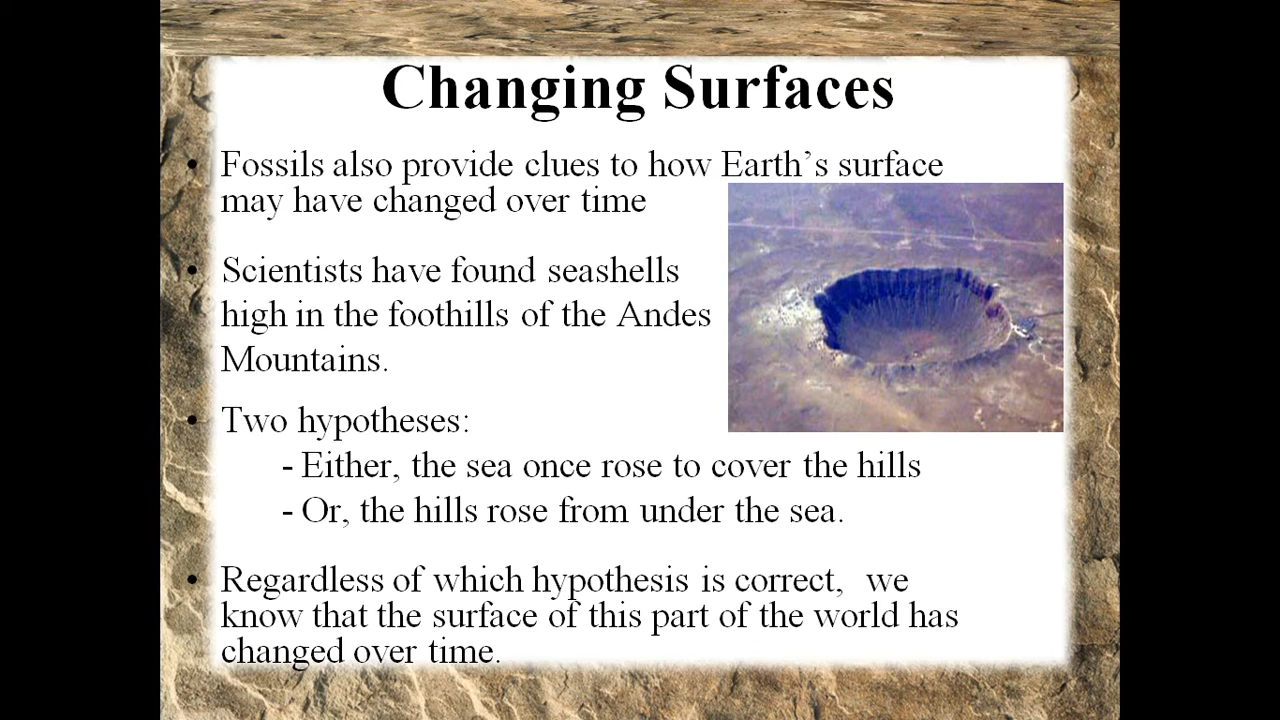 Changing Surfaces
• Fossils also provide clues to how Earth's surface
may have changed over time
• Scientists have found seashells
high in the foothills of the Andes
Mountains.
• Two hypotheses:
- Either, the sea once rose to cover the hills
- Or, the hills rose from under the sea.
• Regardless of which hypothesis is correct, we
know that the surface of this part of the world has
changed over time.